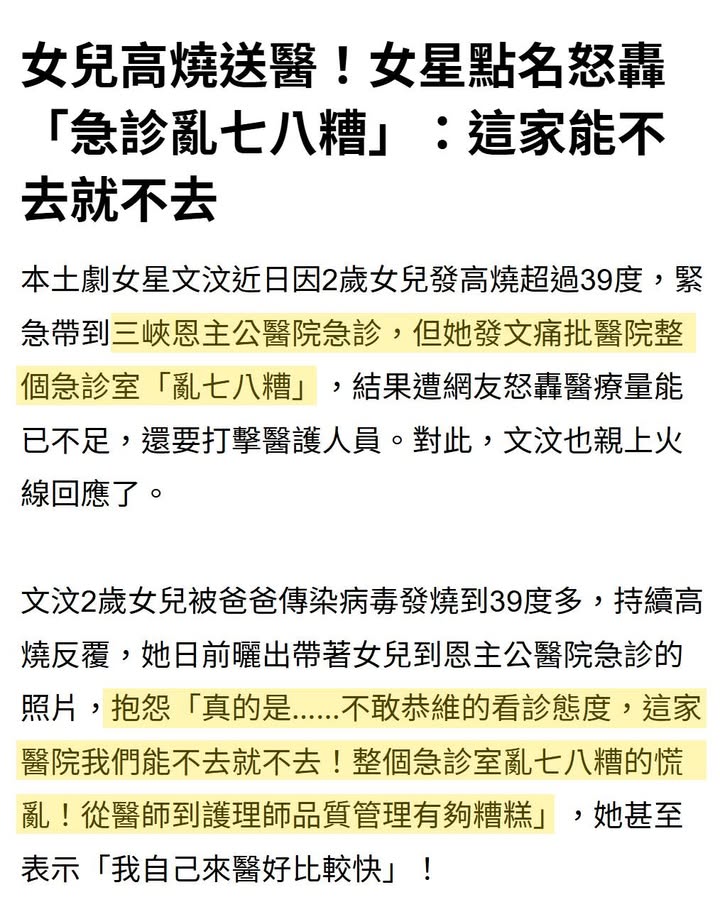 女兒高燒送醫！女星點名怒轟
「急診亂七八糟」：這家能不
去就不去
本土劇女星文汶近日因2歲女兒發高燒超過39度，緊
急帶到三峽恩主公醫院急診，但她發文痛批醫院整
個急診室「亂七八糟」，結果遭網友怒轟醫療量能
已不足，還要打擊醫護人員。對此，文汶也親上火
線回應了。
文汶2歲女兒被爸爸傳染病毒發燒到39度多，持續高
燒反覆，她日前曬出帶著女兒到恩主公醫院急診的
照片，抱怨「真的是......不敢恭維的看診態度，這家
醫院我們能不去就不去！整個急診室亂七八糟的慌
亂！從醫師到護理師品質管理有夠糟糕」，她甚至
表示「我自己來醫好比較快」！